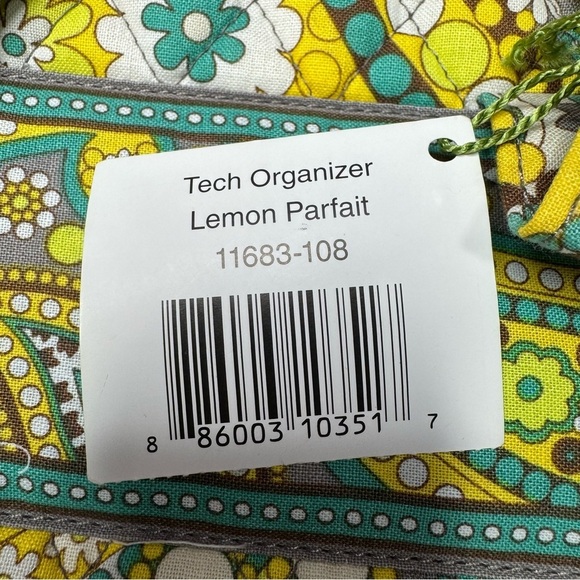 Tech Organizer
Lemon Parfait
11683-108
8 86003 10351 7